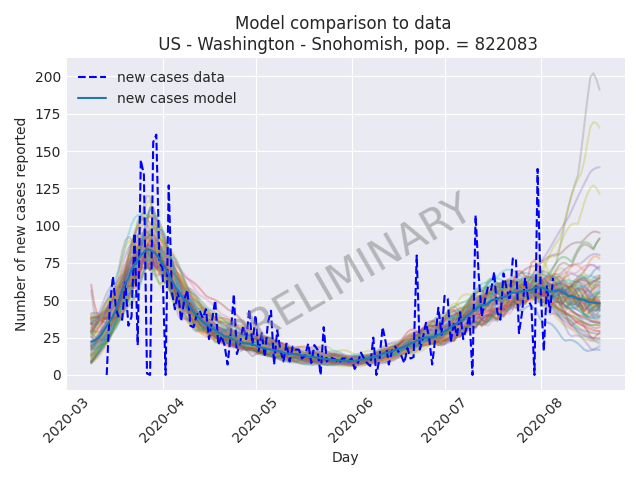 Model comparison to data
US - Washington - Snohomish, pop. = 822083
new cases data
new cases model
PRELIMINARY
Number of new cases reported
200
175
150
125
100
75
50
25
0
2020-03
2020-04
2020-05
2020-06
2020-07
2020-08
Day